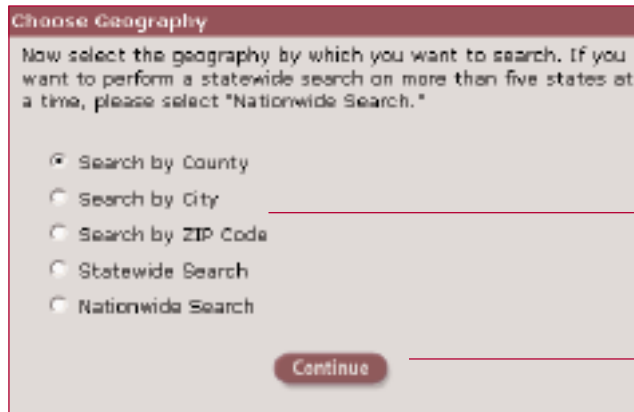 Choose Geography
Now select the geography by which you want to search. If you
want to perform a statewide search on more than five states at
a time, please select "Nationwide Search."
Search by County
Search by City
Search by ZIP Code
Statewide Search
Nationwide Search
Continue